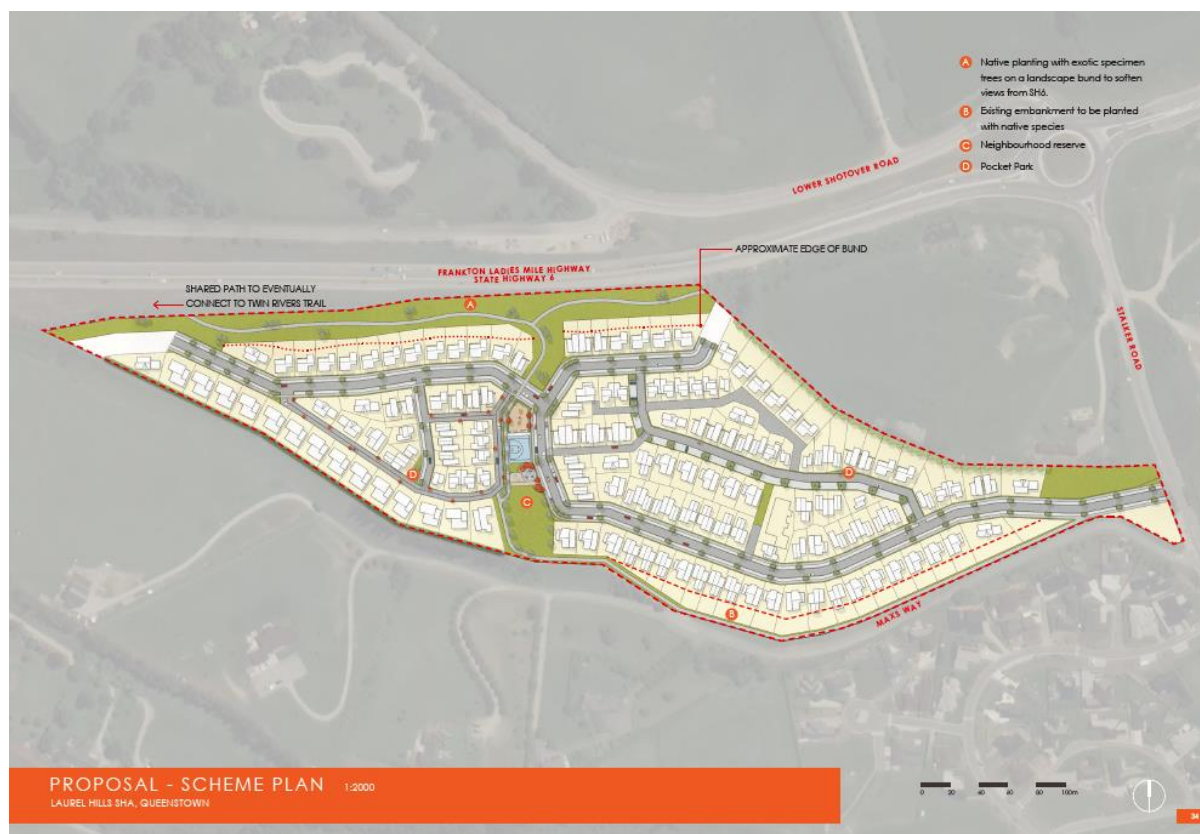 A Native planting with exotic specimen
trees on a landscape bund to soften
views from SH6.
B Existing embankment to be planted
with native species
C Neighbourhood reserve
D Pocket Park
LOWER SHOTOVER ROAD
APPROXIMATE EDGE OF BUND
FRANKTON LADIES MILE HIGHWAY
STATE HIGHWAY 6
SHARED PATH TO EVENTUALLY
CONNECT TO TWIN RIVERS TRAIL
A
STALKER ROAD
D
D
C
B
MAXS WAY
PROPOSAL - SCHEME PLAN 1:2000
LAUREL HILLS SHA, QUEENSTOWN
0 20 40 60 80 100m
34